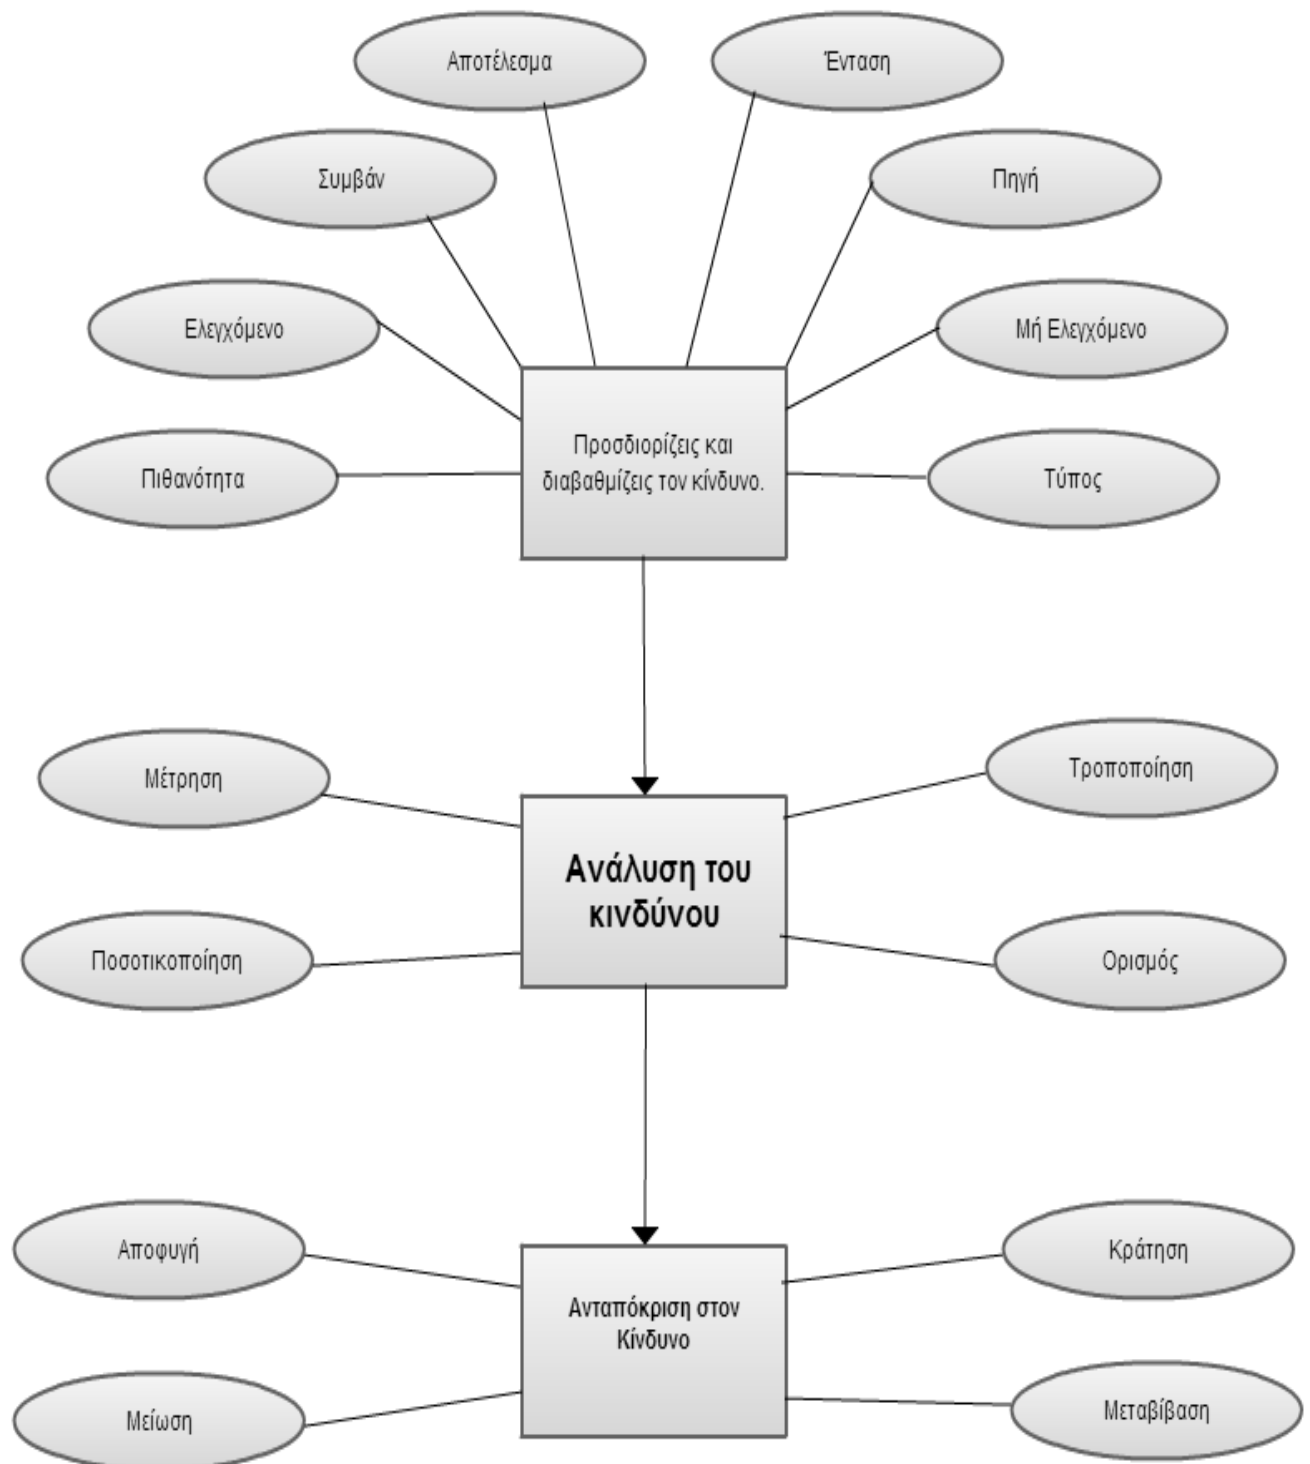 Αποτέλεσμα
Ένταση
Συμβάν
Πηγή
Ελεγχόμενο
Μή Ελεγχόμενο
Προσδιορίζεις και
διαβαθμίζεις τον κίνδυνο.
Πιθανότητα
Τύπος
Μέτρηση
Τροποποίηση
Ανάλυση του
κινδύνου
Ποσοτικοποίηση
Ορισμός
Αποφυγή
Κράτηση
Ανταπόκριση στον
Κίνδυνο
Μείωση
Μεταβίβαση